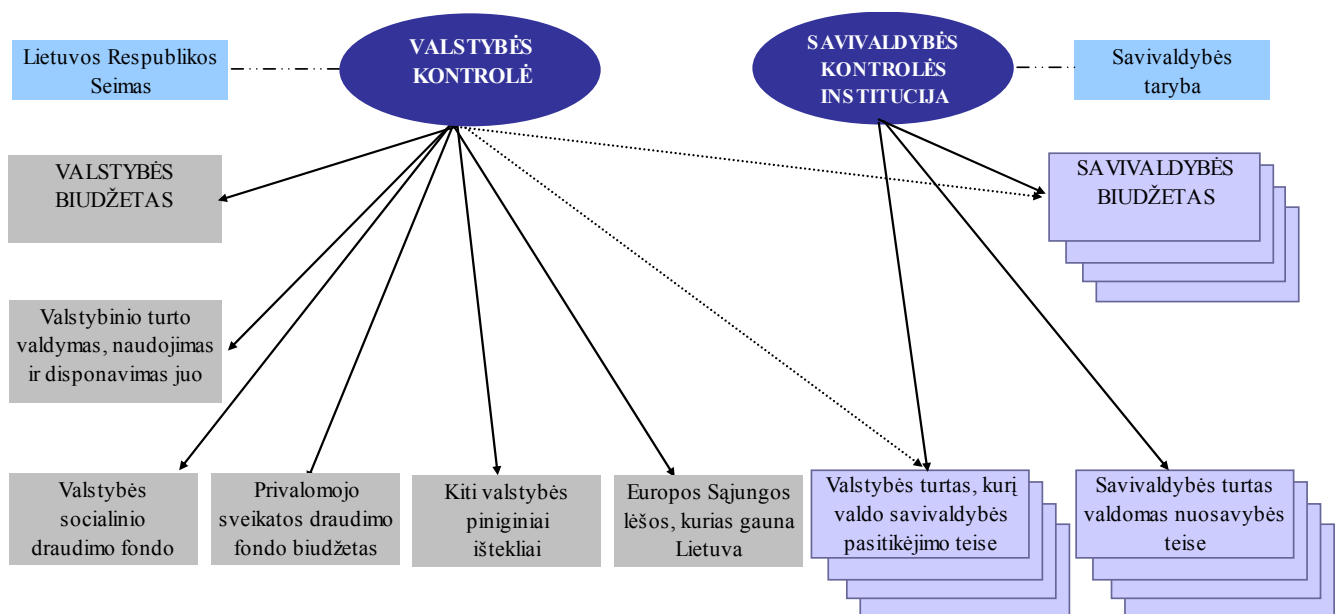 Lietuvos Respublikos
Seimas
VALSTYBĖS
KONTROLĖ
SAVIVALDYBĖS
KONTROLĖS
INSTITUCIJA
Savivaldybės
taryba
VALSTYBĖS
BIUDŽETAS
SAVIVALDYBĖS
BIUDŽETAS
Valstybinio turto
valdymas, naudojimas
ir disponavimas juo
Valstybės
socialinio
draudimo fondo
Privalomojo
sveikatos draudimo
fondo biudžetas
Kiti valstybės
piniginiai
ištekliai
Europos Sąjungos
lėšos, kurias gauna
Lietuva
Valstybės turtas, kurį
valdo savivaldybės
pasitikėjimo teise
Savivaldybės turtas
valdomas nuosavybės
teise